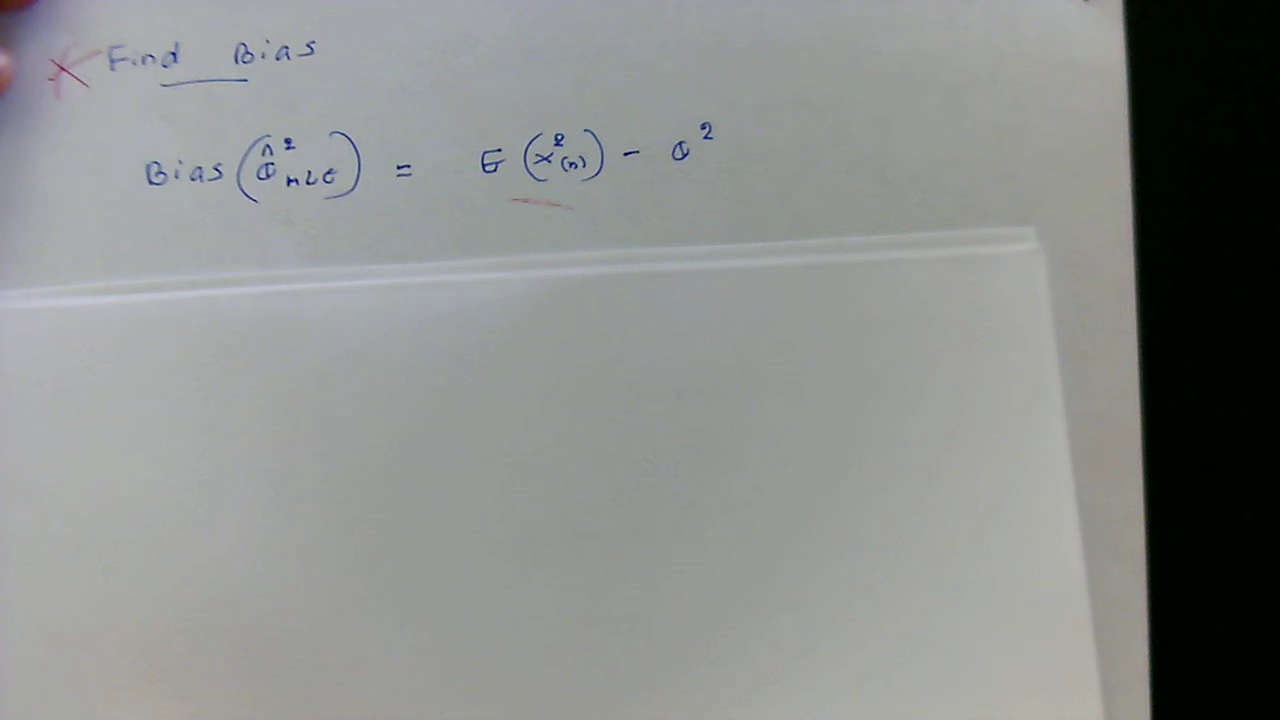 Find Bias
Bias (θ̂²MLE) = E (x²(n)) - θ²